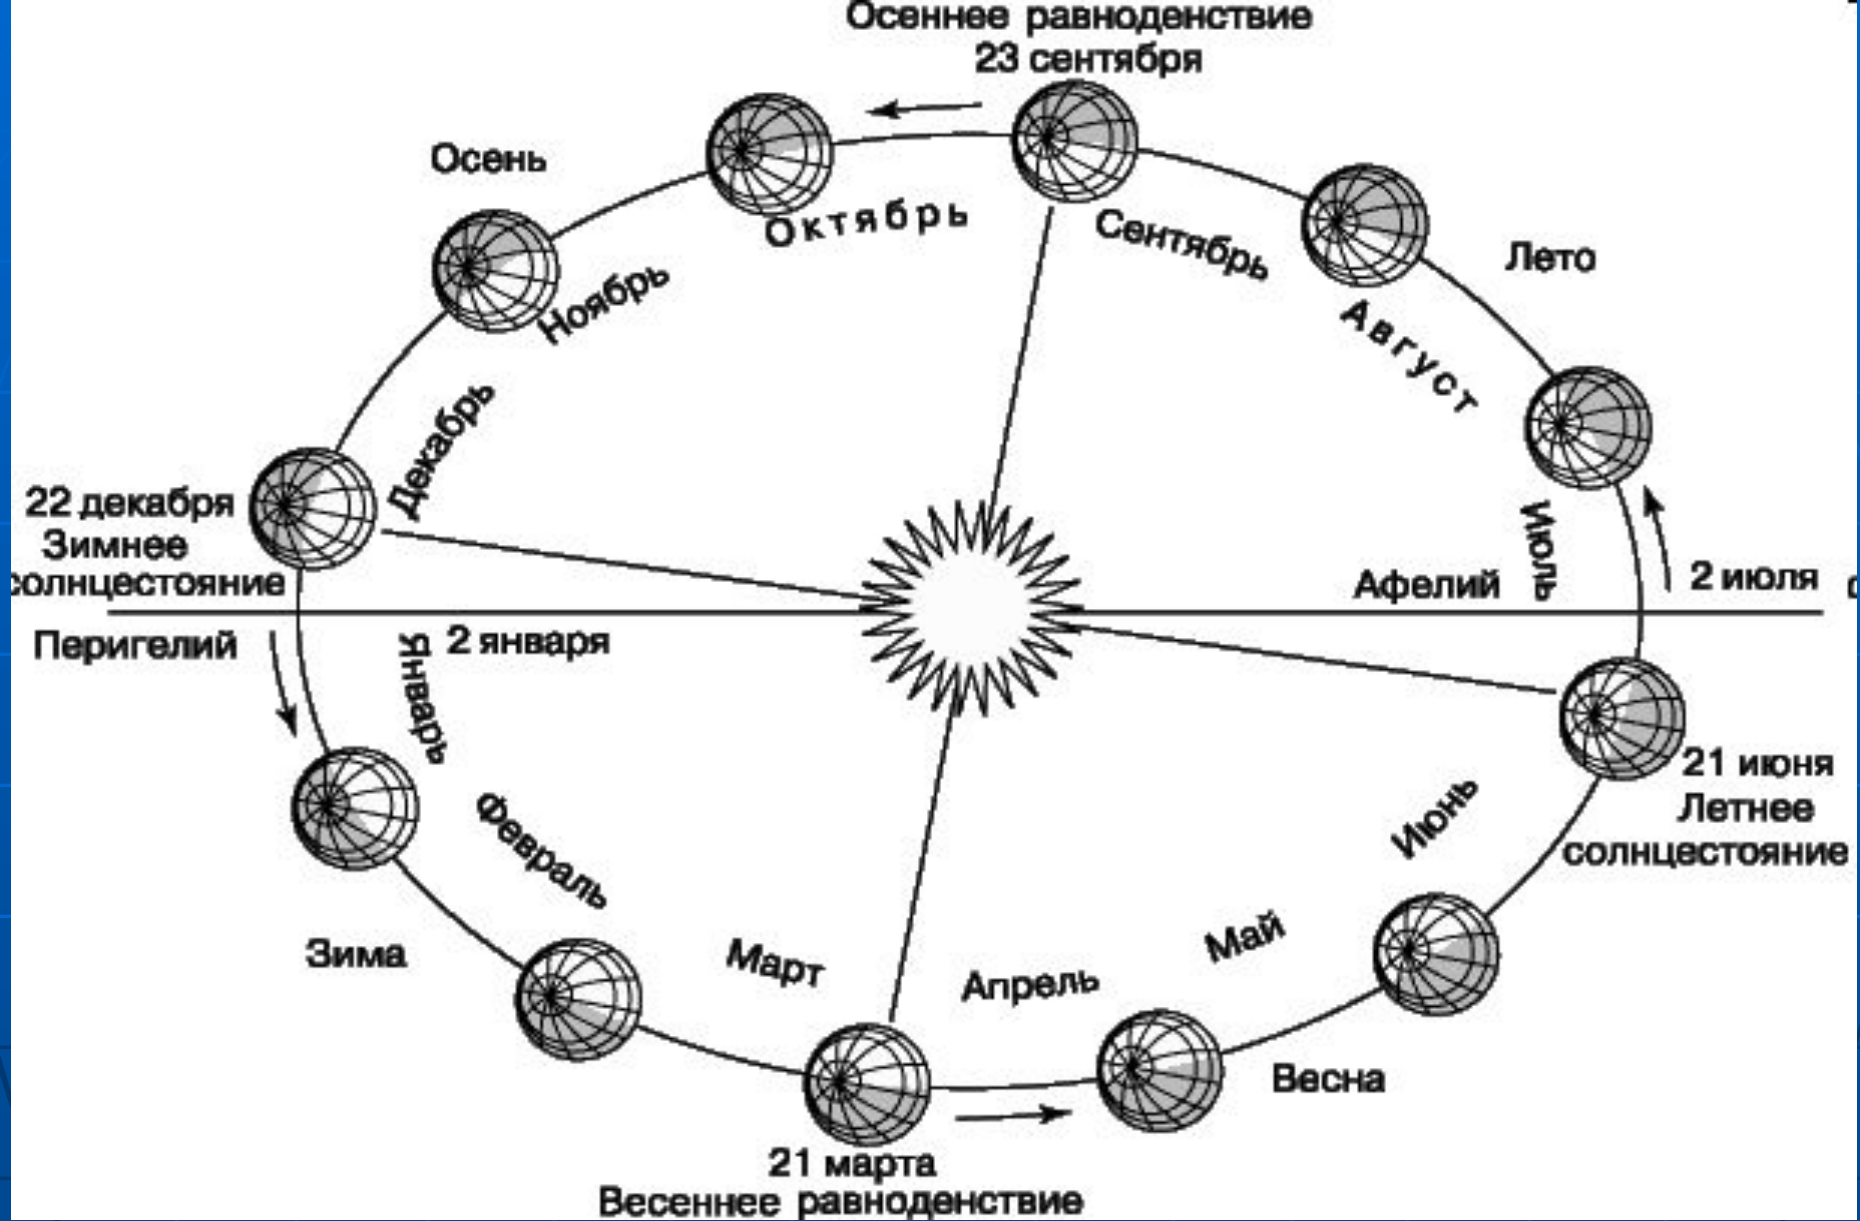 Осеннее равноденствие
23 сентября
Осень
Октябрь
Сентябрь
Лето
Ноябрь
Август
Декабрь
22 декабря
Зимнее
солнцестояние
Июль
Афелий
2 июля
Перигелий
2 января
Январь
21 июня
Летнее
солнцестояние
Июнь
Февраль
Зима
Март
Апрель
Май
Весна
21 марта
Весеннее равноденствие